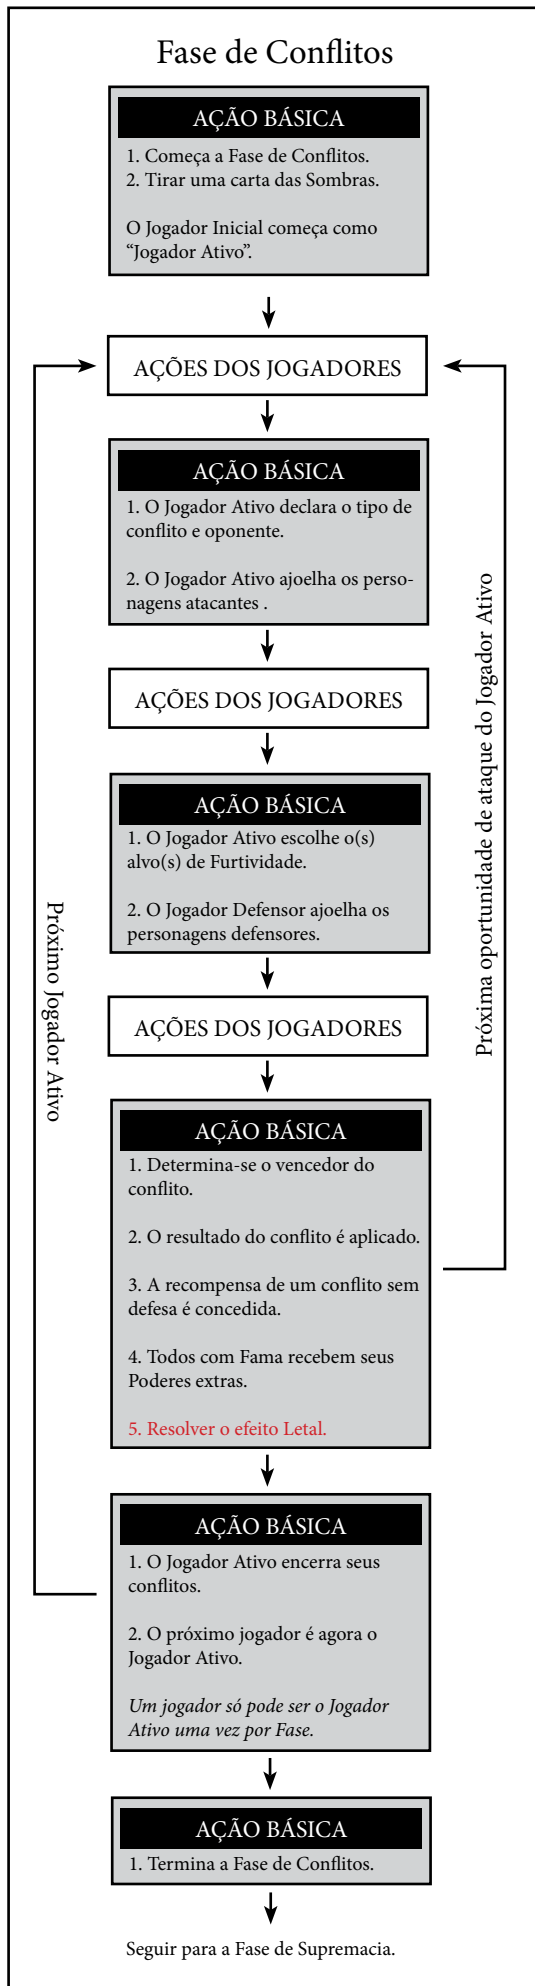 Fase de Conflitos
AÇÃO BÁSICA
1. Começa a Fase de Conflitos.
2. Tirar uma carta das Sombras.
O Jogador Inicial começa como
“Jogador Ativo”.
AÇÕES DOS JOGADORES
AÇÃO BÁSICA
1. O Jogador Ativo declara o tipo de
conflito e oponente.
2. O Jogador Ativo ajoelha os perso-
nagens atacantes .
AÇÕES DOS JOGADORES
AÇÃO BÁSICA
1. O Jogador Ativo escolhe o(s)
alvo(s) de Furtividade.
2. O Jogador Defensor ajoelha os
personagens defensores.
AÇÕES DOS JOGADORES
AÇÃO BÁSICA
1. Determina-se o vencedor do
conflito.
2. O resultado do conflito é aplicado.
3. A recompensa de um conflito sem
defesa é concedida.
4. Todos com Fama recebem seus
Poderes extras.
5. Resolver o efeito Letal.
Próxima oportunidade de ataque do Jogador Ativo
AÇÃO BÁSICA
1. O Jogador Ativo encerra seus
conflitos.
2. O próximo jogador é agora o
Jogador Ativo.
Um jogador só pode ser o Jogador
Ativo uma vez por Fase.
Próximo Jogador Ativo
AÇÃO BÁSICA
1. Termina a Fase de Conflitos.
Seguir para a Fase de Supremacia.